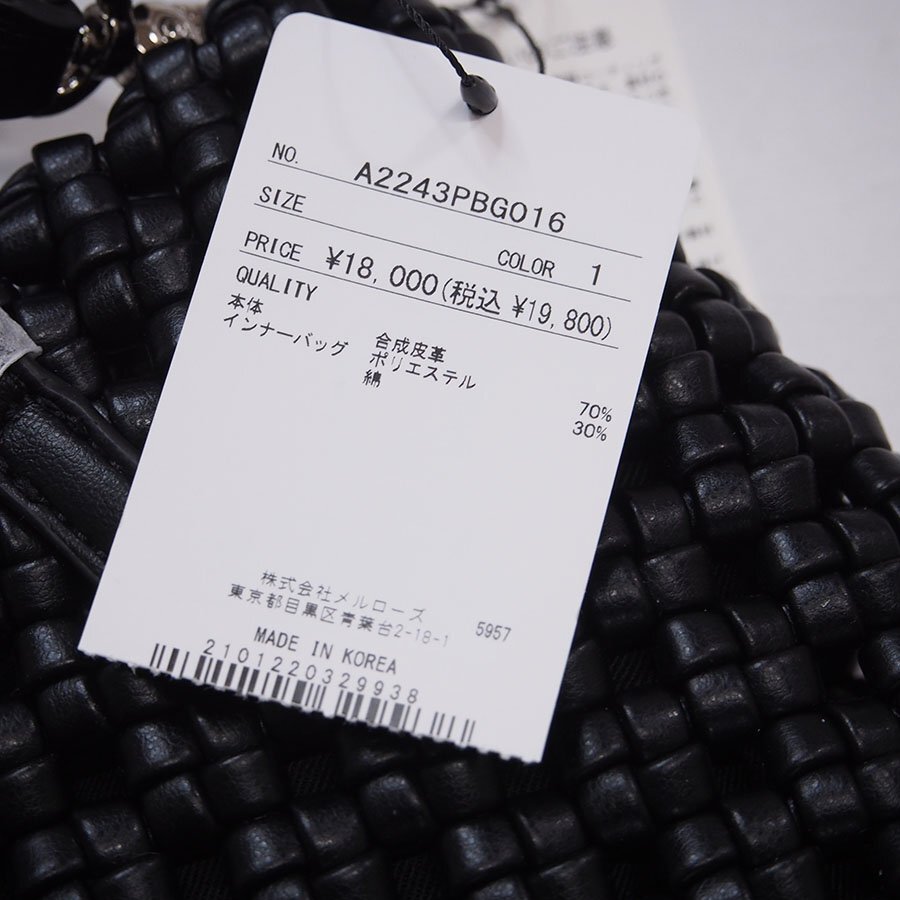 NO. A2243PBG016
SIZE
COLOR 1
PRICE ¥18,000(税込 ¥19,800)
QUALITY
本体 合成皮革
インナーバッグ ポリエステル 70%
綿 30%
株式会社メルローズ
東京都目黒区青葉台2-18-1 5957
MADE IN KOREA
2101220329938